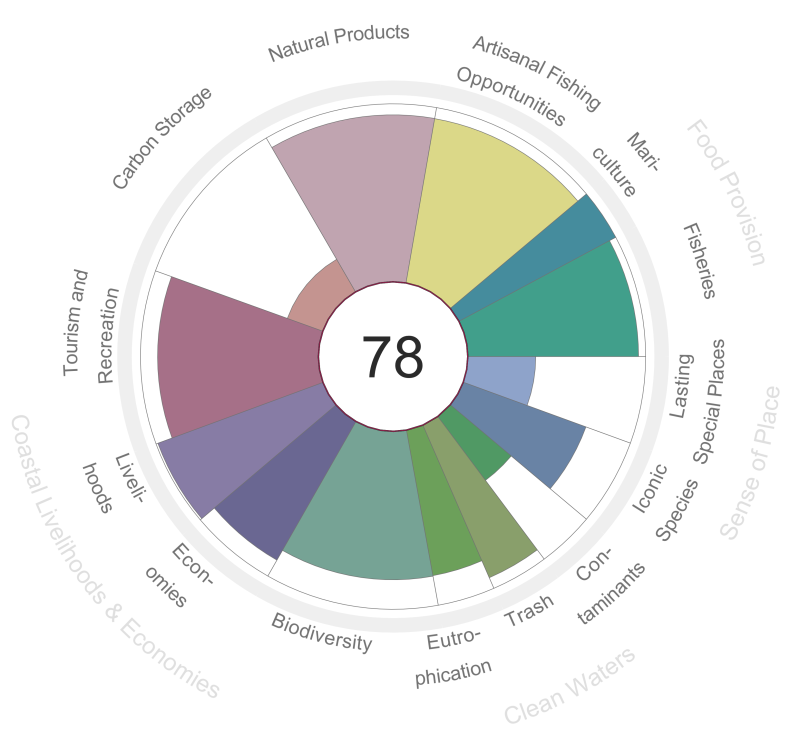 Natural Products
Artisanal Fishing
Opportunities
Mari-
culture
Food Provision
Fisheries
Lasting
Special Places
Sense of Place
Iconic
Species
Con-
taminants
Trash
Clean Waters
Eutro-
phication
Biodiversity
Econ-
omies
Coastal Livelihoods & Economies
Liveli-
hoods
Tourism and
Recreation
Carbon Storage
78